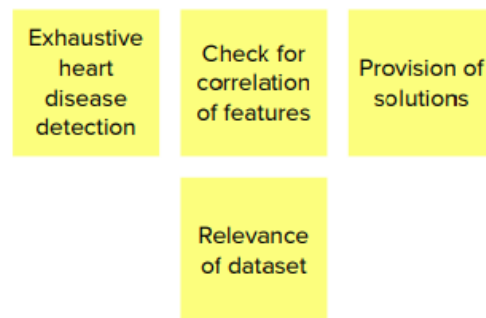 Exhaustive
heart
disease
detection
Check for
correlation
of features
Provision of
solutions
Relevance
of dataset